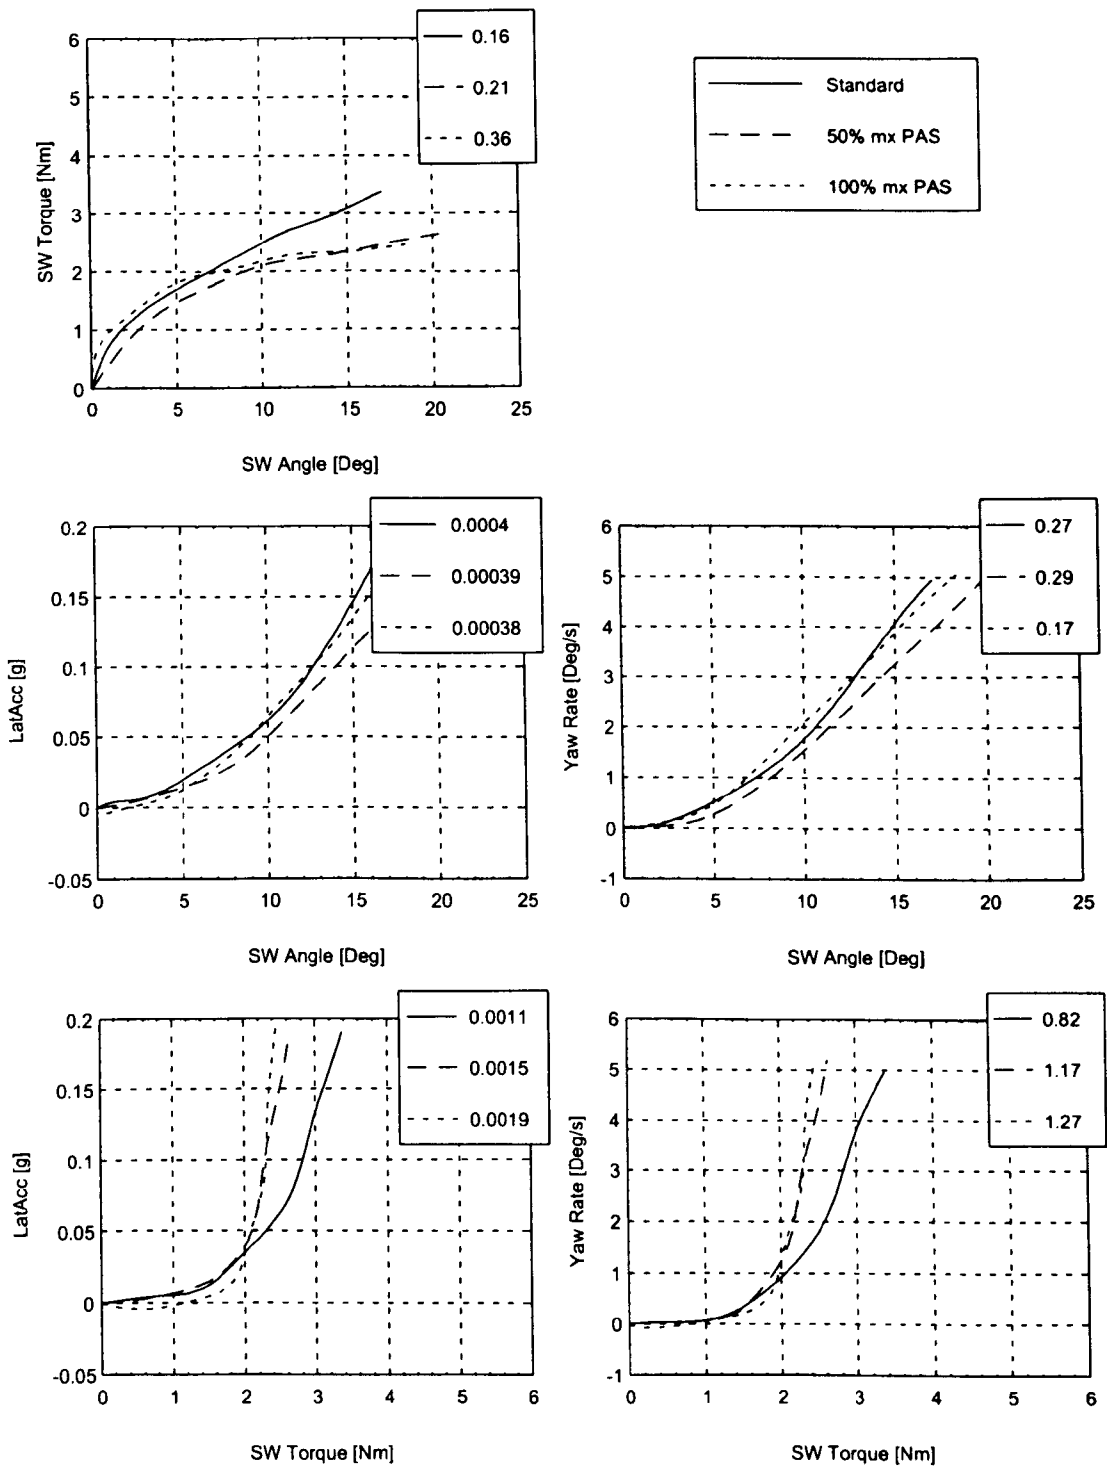 0.16
0.21
0.36
Standard
50% mx PAS
100% mx PAS
6
5
4
3
2
1
0
SW Torque [Nm]
0 5 10 15 20 25
SW Angle [Deg]
0.0004
0.00039
0.00038
0.2
0.15
0.1
0.05
0
-0.05
LatAcc [g]
0 5 10 15 20 25
SW Angle [Deg]
0.27
0.29
0.17
6
5
4
3
2
1
0
-1
Yaw Rate [Deg/s]
0 5 10 15 20 25
SW Angle [Deg]
0.0011
0.0015
0.0019
0.2
0.15
0.1
0.05
0
-0.05
LatAcc [g]
0 1 2 3 4 5 6
SW Torque [Nm]
0.82
1.17
1.27
6
5
4
3
2
1
0
-1
Yaw Rate [Deg/s]
0 1 2 3 4 5 6
SW Torque [Nm]